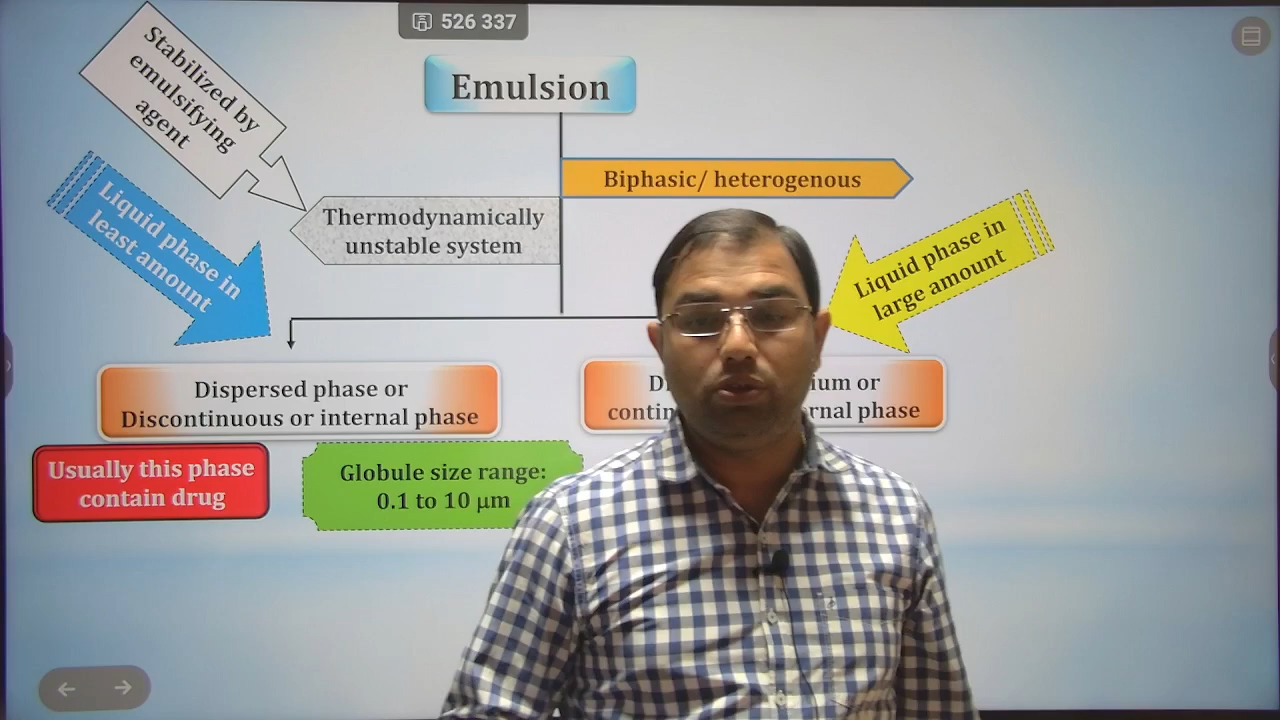 526 337
Emulsion
Stabilized by
emulsifying
agent
Biphasic/ heterogenous
Thermodynamically
unstable system
Liquid phase in
least amount
Liquid phase in
large amount
Dispersed phase or
Discontinuous or internal phase
ium or
contin rnal phase
Usually this phase
contain drug
Globule size range:
0.1 to 10 µm